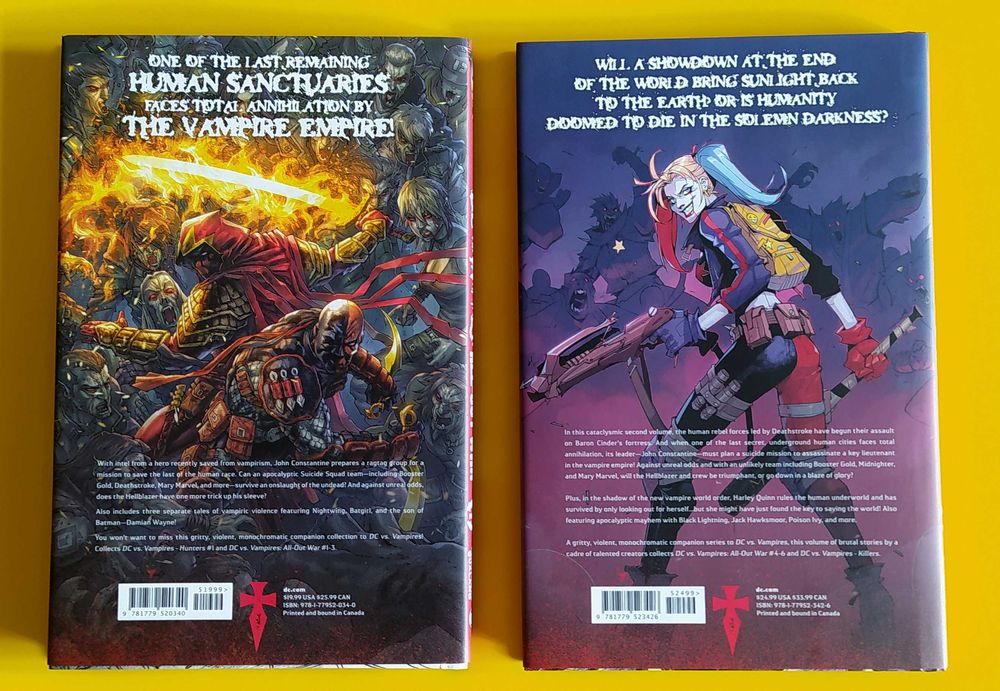 ONE OF THE LAST REMAINING
HUMAN SANCTUARIES
FACES TOTAL ANNIHILATION BY
THE VAMPIRE EMPIRE!
With intel from a hero recently saved from vampirism, John Constantine prepares a ragtag group for a
mission to save the last of the human race. Can an apocalyptic Suicide Squad team—including Booster
Gold, Deathstroke, Mary Marvel, and more—survive an onslaught of the undead! And against unreal odds,
does the Hellblazer have one more trick up his sleeve?
Also includes three separate tales of vampiric violence featuring Nightwing, Batgirl, and the son of
Batman—Damian Wayne!
You won't want to miss this gritty, violent, monochromatic companion collection to DC vs. Vampires!
Collects DC vs. Vampires - Hunters #1 and DC vs. Vampires: All-Out War #1-3.
51999>
9 781779 520340
dc.com
$19.99 USA $25.99 CAN
ISBN: 978-1-77952-034-0
Printed and bound in Canada
WILL A SHOWDOWN AT THE END
OF THE WORLD BRING SUNLIGHT BACK
TO THE EARTH? OR IS HUMANITY
DOOMED TO DIE IN THE SOLEMN DARKNESS?
In this cataclysmic second volume, the human rebel forces led by Deathstroke have begun their assault
on Baron Cinder's fortress! And when one of the last secret, underground human cities faces total
annihilation, its leader—John Constantine—must plan a suicide mission to assassinate a key lieutenant
in the vampire empire! Against unreal odds and with an unlikely team including Booster Gold, Midnighter,
and Mary Marvel, will the Hellblazer and crew be triumphant, or go down in a blaze of glory?
Plus, in the shadow of the new vampire world order, Harley Quinn rules the human underworld and has
survived by only looking out for herself...but she might have just found the key to saving the world! Also
featuring apocalyptic mayhem with Black Lightning, Jack Hawksmoor, Poison Ivy, and more.
A gritty, violent, monochromatic companion series to DC vs. Vampires, this volume of brutal stories by a
cadre of talented creators collects DC vs. Vampires: All-Out War #4-6 and DC vs. Vampires - Killers.
52499>
9 781779 523426
dc.com
$24.99 USA $33.99 CAN
ISBN: 978-1-77952-342-6
Printed and bound in Canada